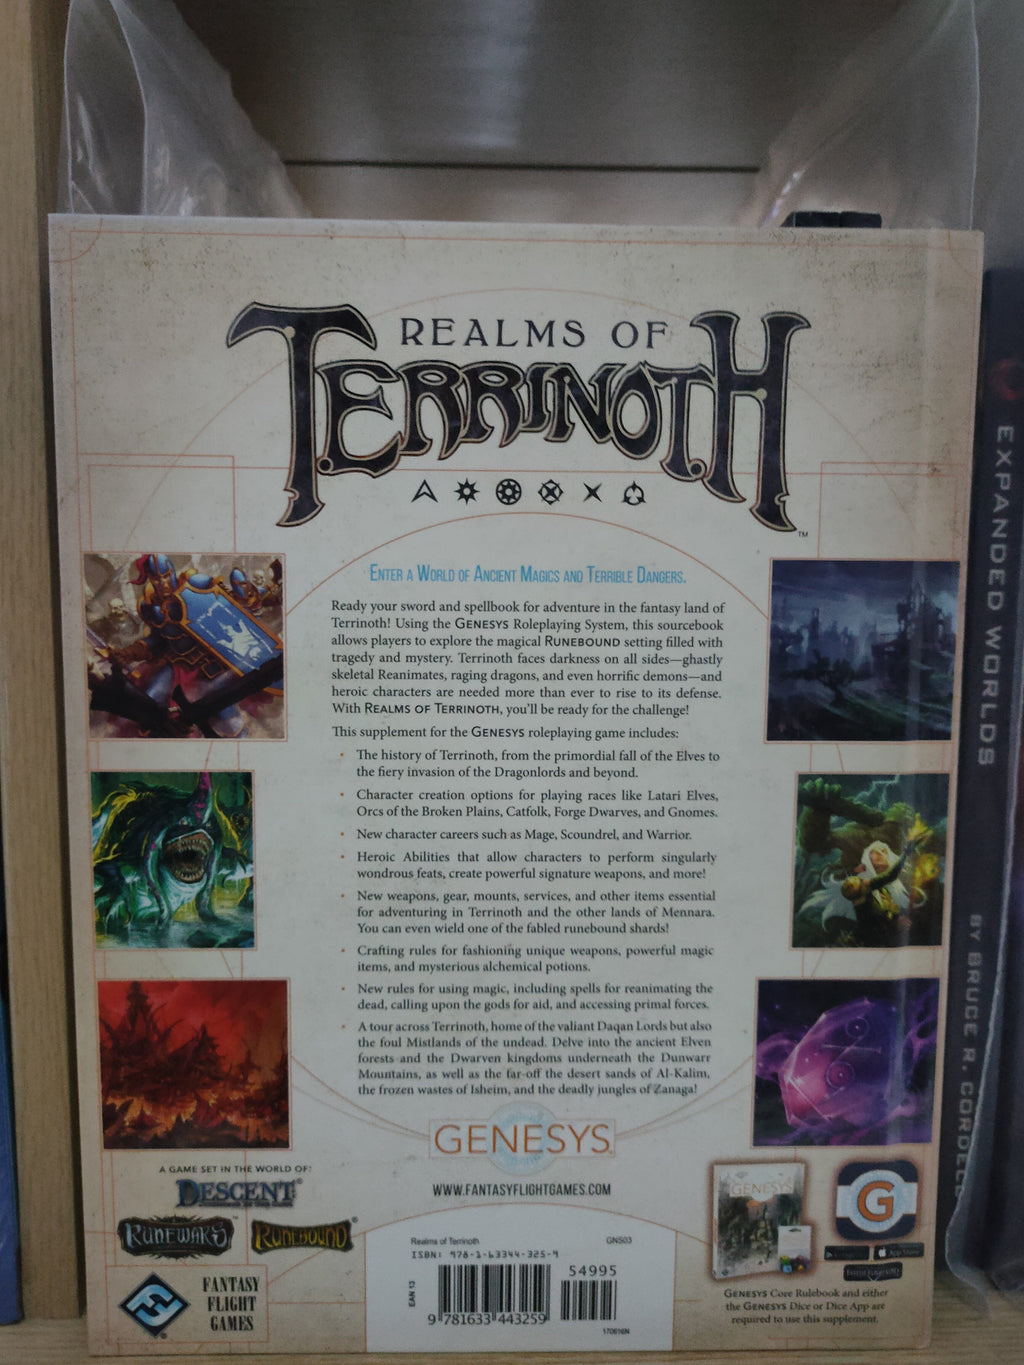 REALMS OF
TERRINOTH
TM
ENTER A WORLD OF ANCIENT MAGICS AND TERRIBLE DANGERS.
Ready your sword and spellbook for adventure in the fantasy land of
Terrinoth! Using the GENESYS Roleplaying System, this sourcebook
allows players to explore the magical RUNEBOUND setting filled with
tragedy and mystery. Terrinoth faces darkness on all sides—ghastly
skeletal Reanimates, raging dragons, and even horrific demons—and
heroic characters are needed more than ever to rise to its defense.
With REALMS OF TERRINOTH, you'll be ready for the challenge!
This supplement for the GENESYS roleplaying game includes:
• The history of Terrinoth, from the primordial fall of the Elves to
the fiery invasion of the Dragonlords and beyond.
• Character creation options for playing races like Latari Elves,
Orcs of the Broken Plains, Catfolk, Forge Dwarves, and Gnomes.
• New character careers such as Mage, Scoundrel, and Warrior.
• Heroic Abilities that allow characters to perform singularly
wondrous feats, create powerful signature weapons, and more!
• New weapons, gear, mounts, services, and other items essential
for adventuring in Terrinoth and the other lands of Mennara.
You can even wield one of the fabled runebound shards!
• Crafting rules for fashioning unique weapons, powerful magic
items, and mysterious alchemical potions.
• New rules for using magic, including spells for reanimating the
dead, calling upon the gods for aid, and accessing primal forces.
• A tour across Terrinoth, home of the valiant Daqan Lords but also
the foul Mistlands of the undead. Delve into the ancient Elven
forests and the Dwarven kingdoms underneath the Dunwarr
Mountains, as well as the far-off the desert sands of Al-Kalim,
the frozen wastes of Isheim, and the deadly jungles of Zanaga!
GENESYS
WWW.FANTASYFLIGHTGAMES.COM
A GAME SET IN THE WORLD OF:
DESCENT
RUNEWARS
RUNEBOUND
FANTASY
FLIGHT
GAMES
Realms of Terrinoth GNS03
ISBN: 978-1-63344-325-9
54995
EAN 13
9 781633 443259
170616N
GENESYS
G
App Store
GENESYS Core Rulebook and either
the GENESYS Dice or Dice App are
required to use this supplement.
EXPANDED WORLDS
BY BRUCE R. CORDELL